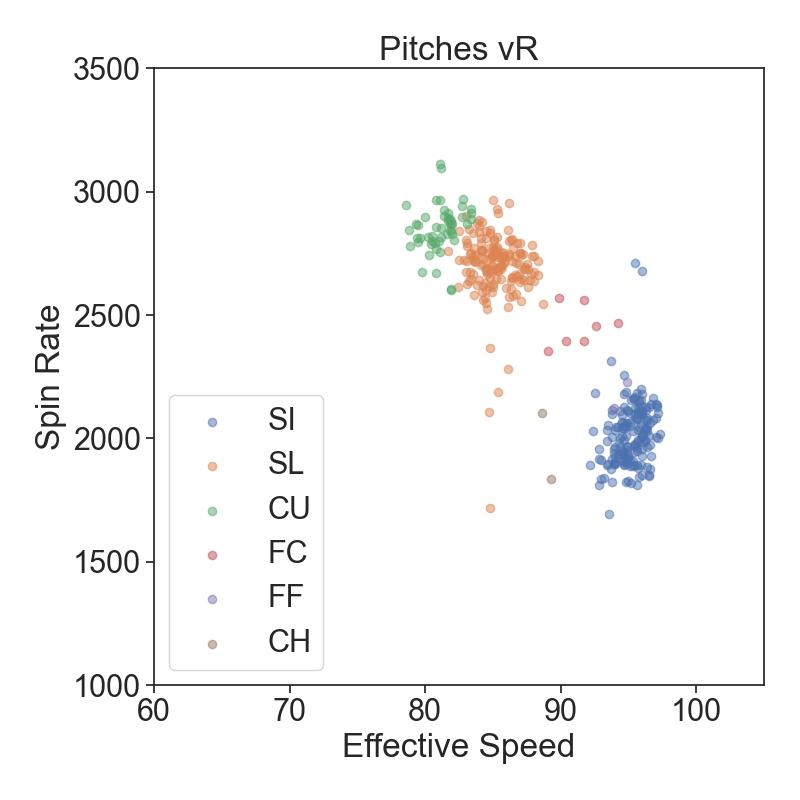 Pitches vR
3500
3000
2500
2000
1500
1000
Spin Rate
SI
SL
CU
FC
FF
CH
60 70 80 90 100
Effective Speed